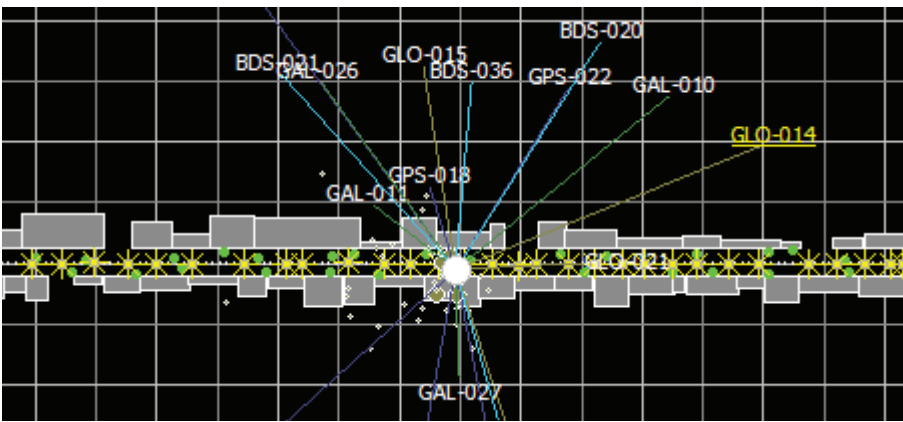 BDS-020
GLO-015
BDS-021
GAL-026
BDS-036
GPS-022
GAL-010
GLO-014
GPS-018
GAL-011
GLO-021
GAL-027